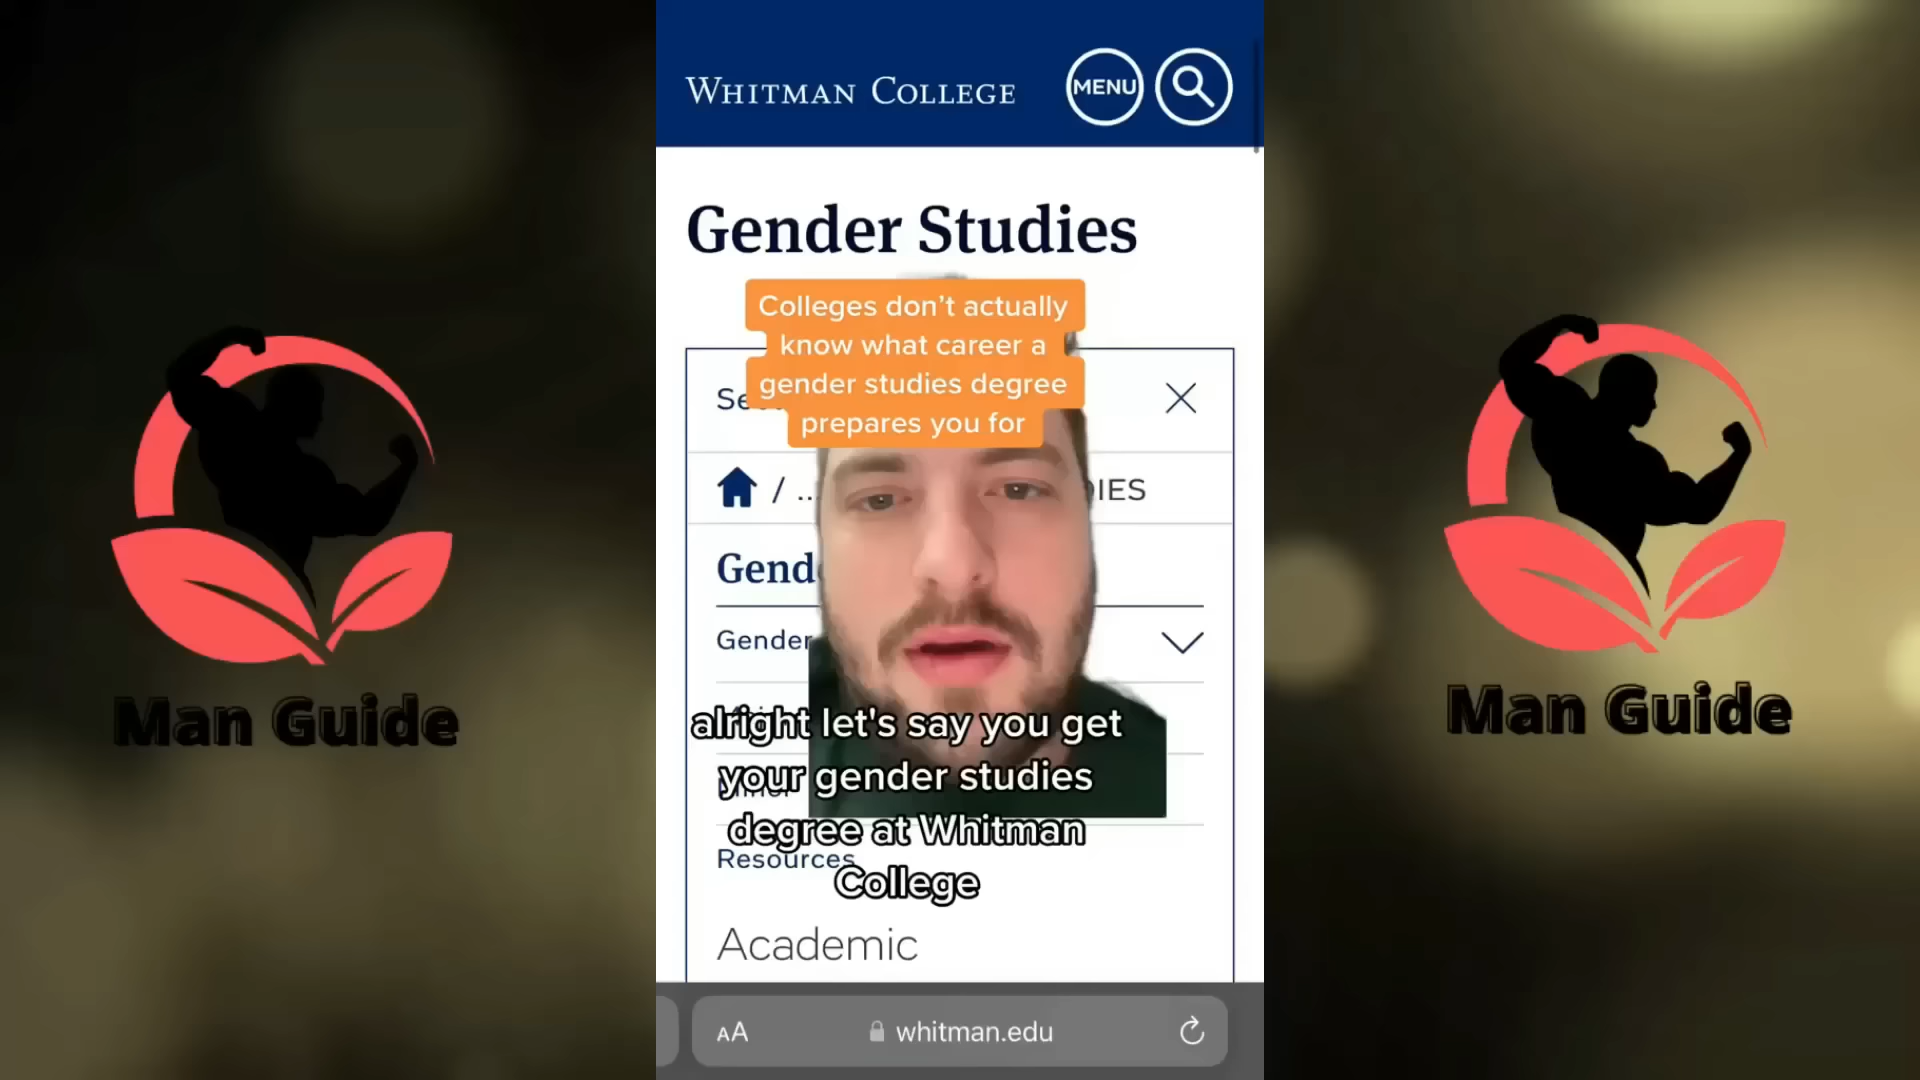 WHITMAN COLLEGE
MENU
Gender Studies
Colleges don't actually
know what career a
gender studies degree
prepares you for
/ ...
IES
Gend
Gender
alright let's say you get
your gender studies
degree at Whitman
College
Resources
Academic
AA
whitman.edu
Man Guide
Man Guide